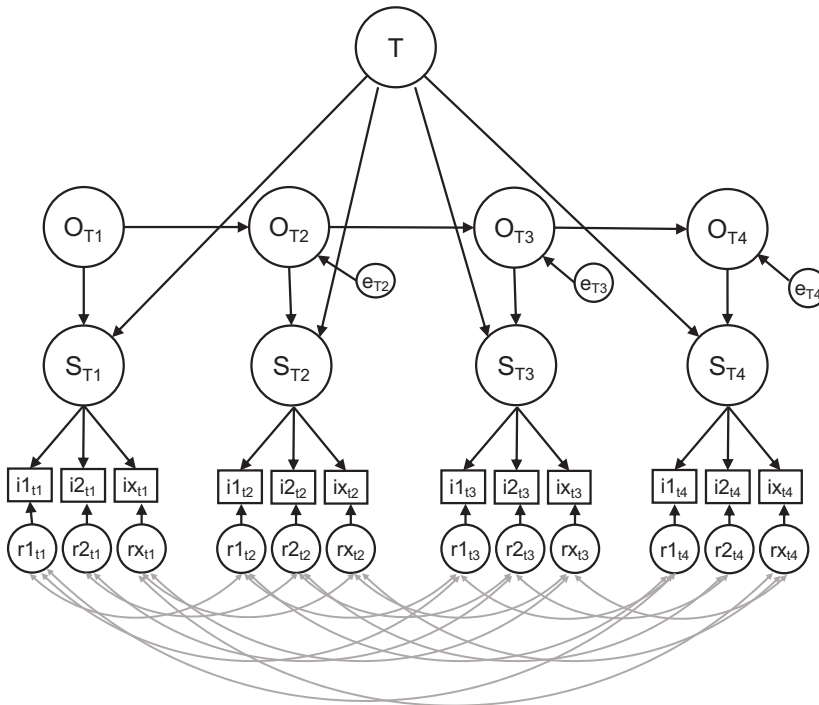 T
O_T1 O_T2 O_T3 O_T4
e_T2 e_T3 e_T4
S_T1 S_T2 S_T3 S_T4
i1_t1 i2_t1 ix_t1 i1_t2 i2_t2 ix_t2 i1_t3 i2_t3 ix_t3 i1_t4 i2_t4 ix_t4
r1_t1 r2_t1 rx_t1 r1_t2 r2_t2 rx_t2 r1_t3 r2_t3 rx_t3 r1_t4 r2_t4 rx_t4